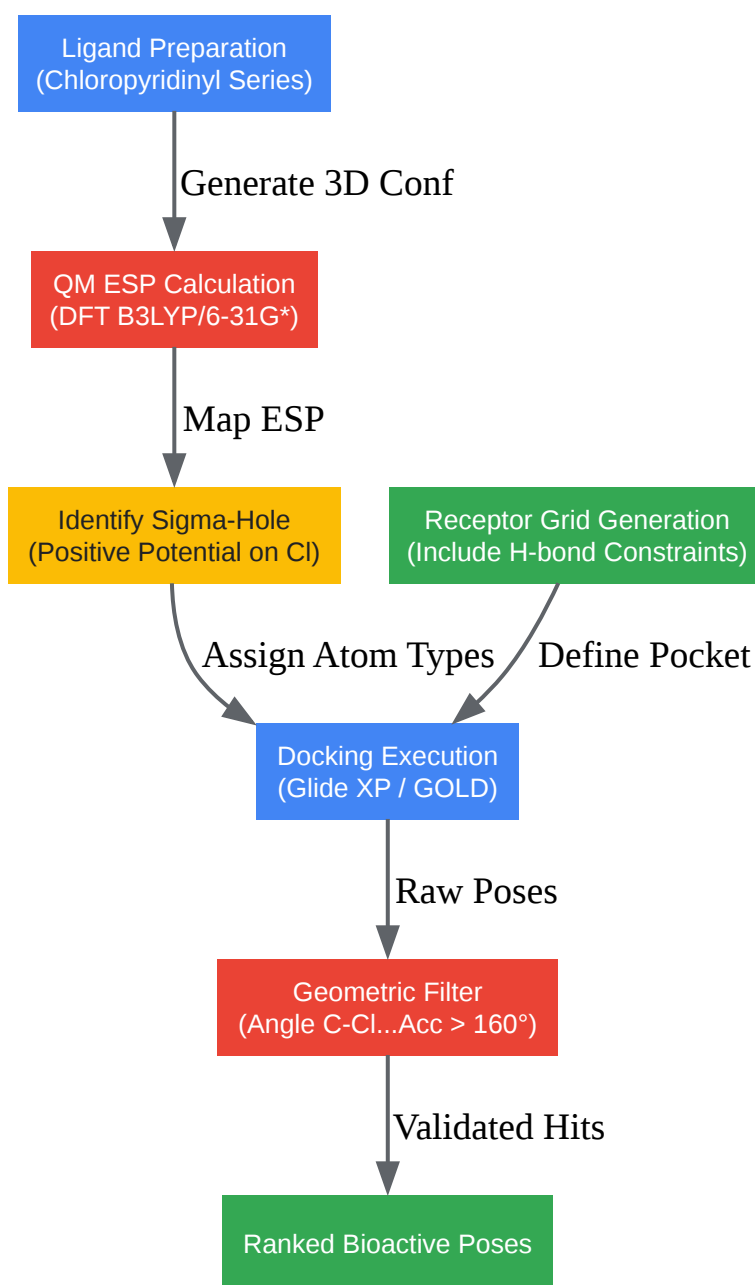 Ligand Preparation
(Chloropyridinyl Series)
Generate 3D Conf
QM ESP Calculation
(DFT B3LYP/6-31G*)
Map ESP
Identify Sigma-Hole
(Positive Potential on Cl)
Receptor Grid Generation
(Include H-bond Constraints)
Assign Atom Types
Define Pocket
Docking Execution
(Glide XP / GOLD)
Raw Poses
Geometric Filter
(Angle C-Cl...Acc > 160°)
Validated Hits
Ranked Bioactive Poses